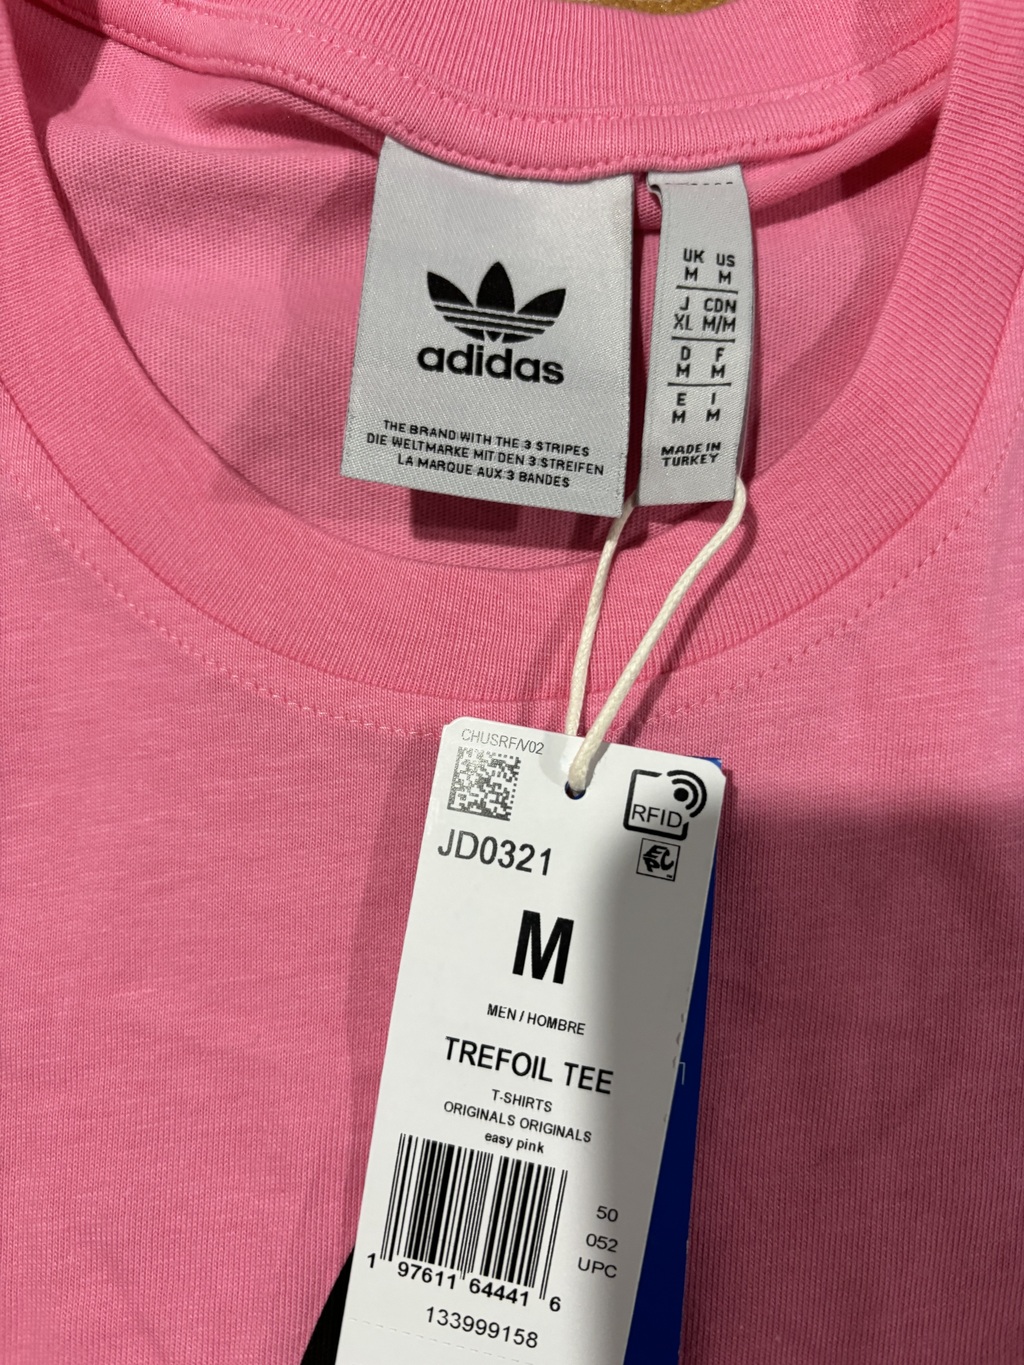 adidas
THE BRAND WITH THE 3 STRIPES
DIE WELTMARKE MIT DEN 3 STREIFEN
LA MARQUE AUX 3 BANDES
UK US
M M
J CDN
XL M/M
D F
M M
E I
M M
MADE IN
TURKEY
CHUSRF/V02
RFID
EPC
JD0321
M
MEN / HOMBRE
TREFOIL TEE
T-SHIRTS
ORIGINALS ORIGINALS
easy pink
50
052
UPC
1 97611 64441 6
133999158